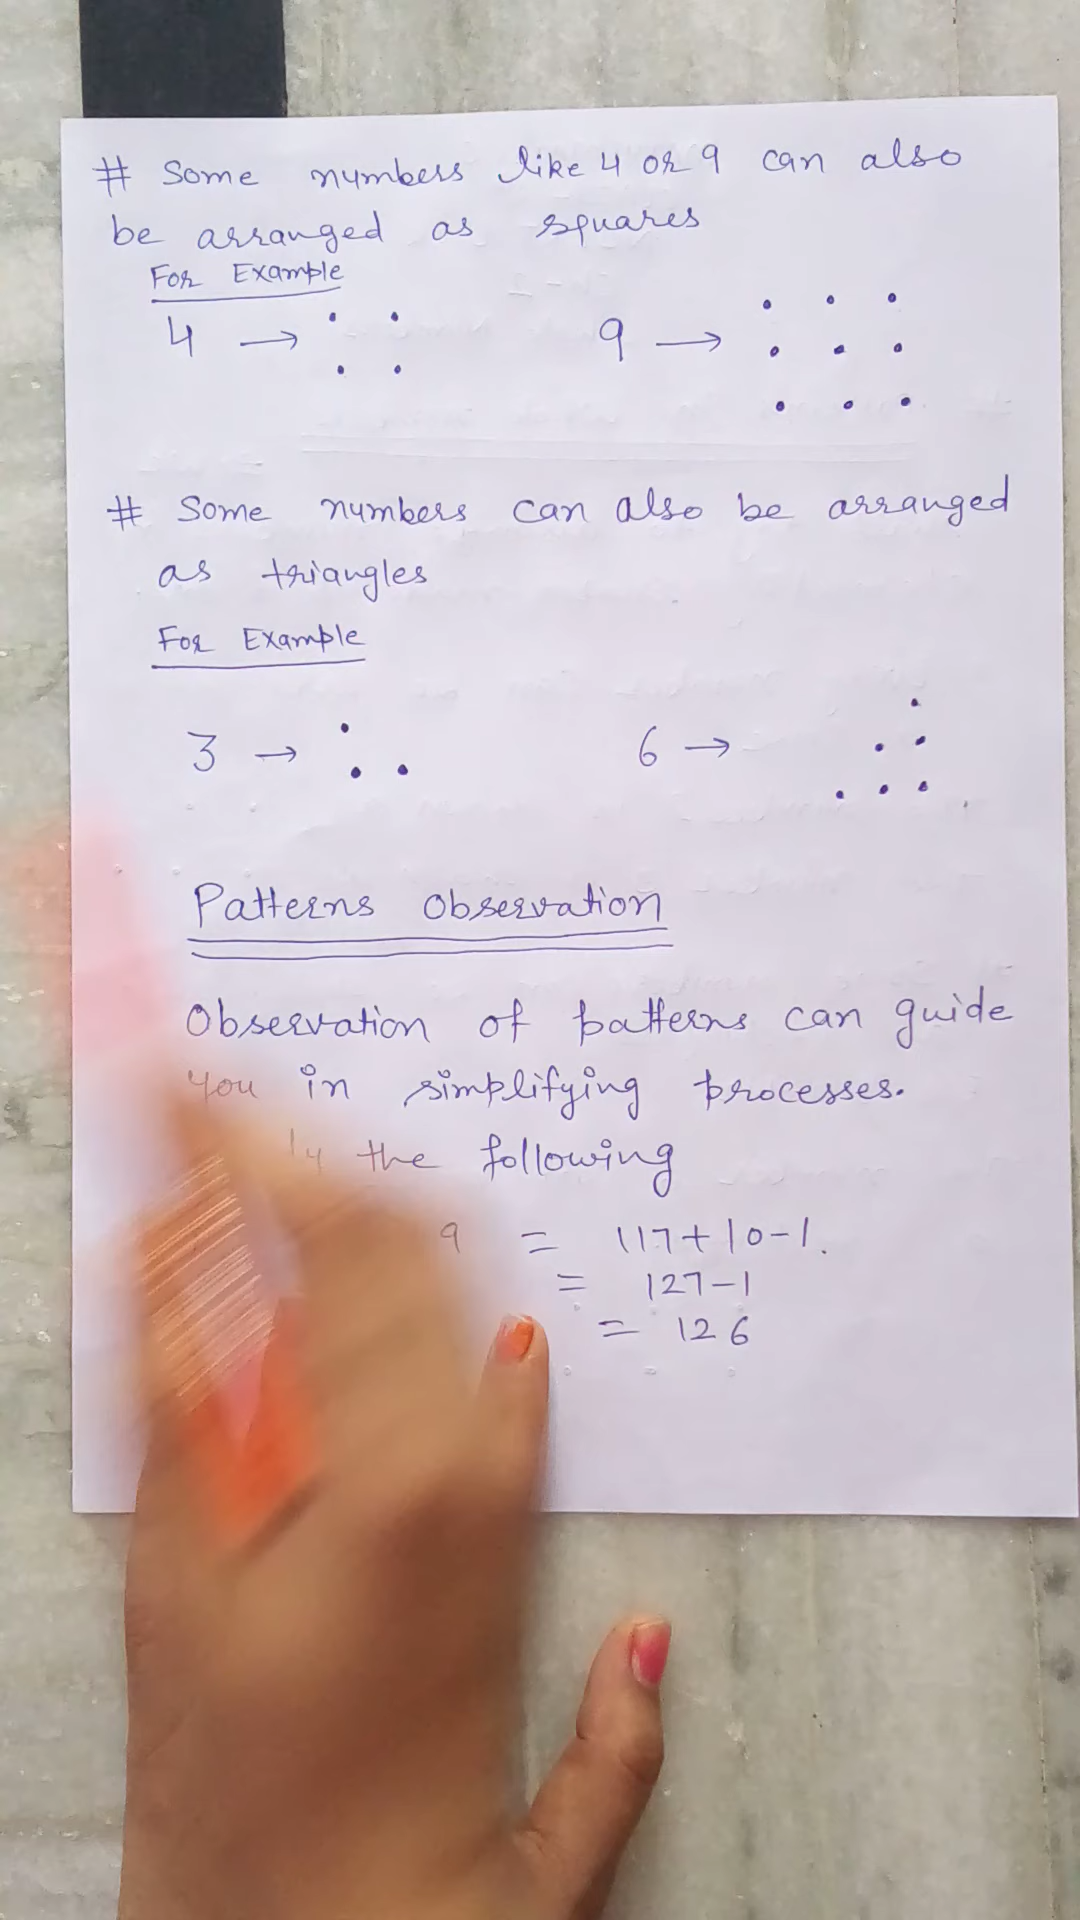 # Some numbers like 4 or 9 can also
be arranged as squares
For Example
4 → 9 →
# Some numbers can also be arranged
as triangles
For Example
3 → 6 →
Patterns Observation
Observation of patterns can guide
you in simplifying processes.
the following
9 = 117+10-1.
= 127-1
= 126